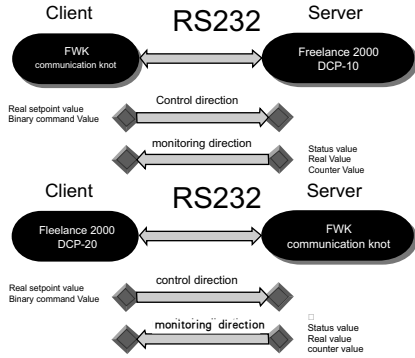 Client RS232 Server
FWK
communication knot
Freelance 2000
DCP-10
Real setpoint value
Binary command Value
Control direction
monitoring direction
Status value
Real Value
Counter Value
Client RS232 Server
Fleelance 2000
DCP-20
FWK
communication knot
Real setpoint value
Binary command Value
control direction
monitoring direction
Status value
Real value
counter value